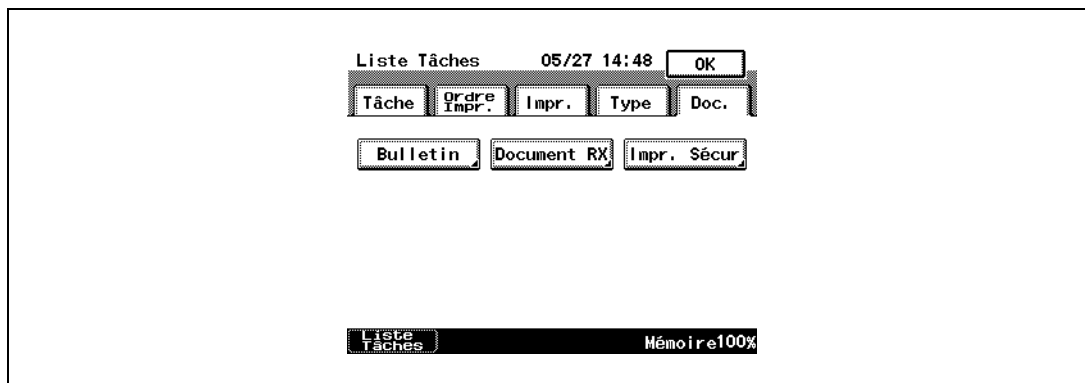 Liste Tâches 05/27 14:48 OK
Tâche Ordre Impr. Impr. Type Doc.
Bulletin Document RX Impr. Sécur
Liste Tâches Mémoire100%